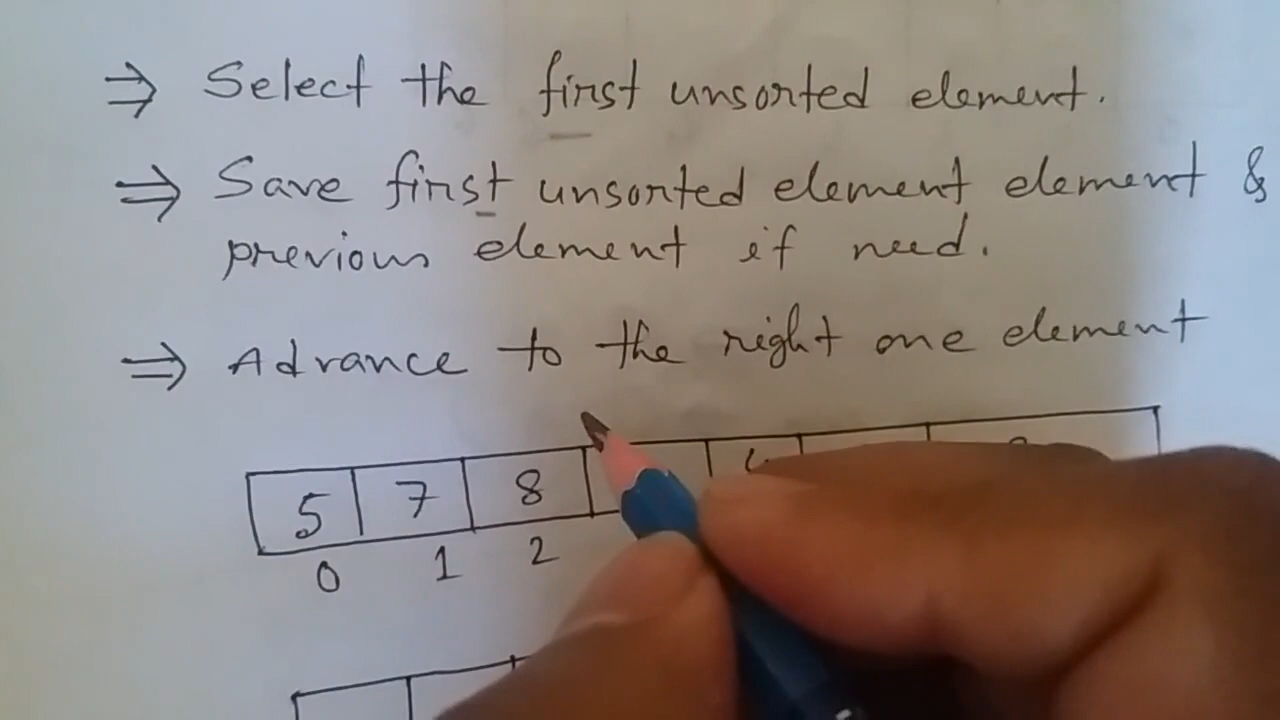 ⇒ Select the first unsorted element.
⇒ Save first unsorted element element &
previous element if need.
⇒ Advance to the right one element
5 7 8
0 1 2